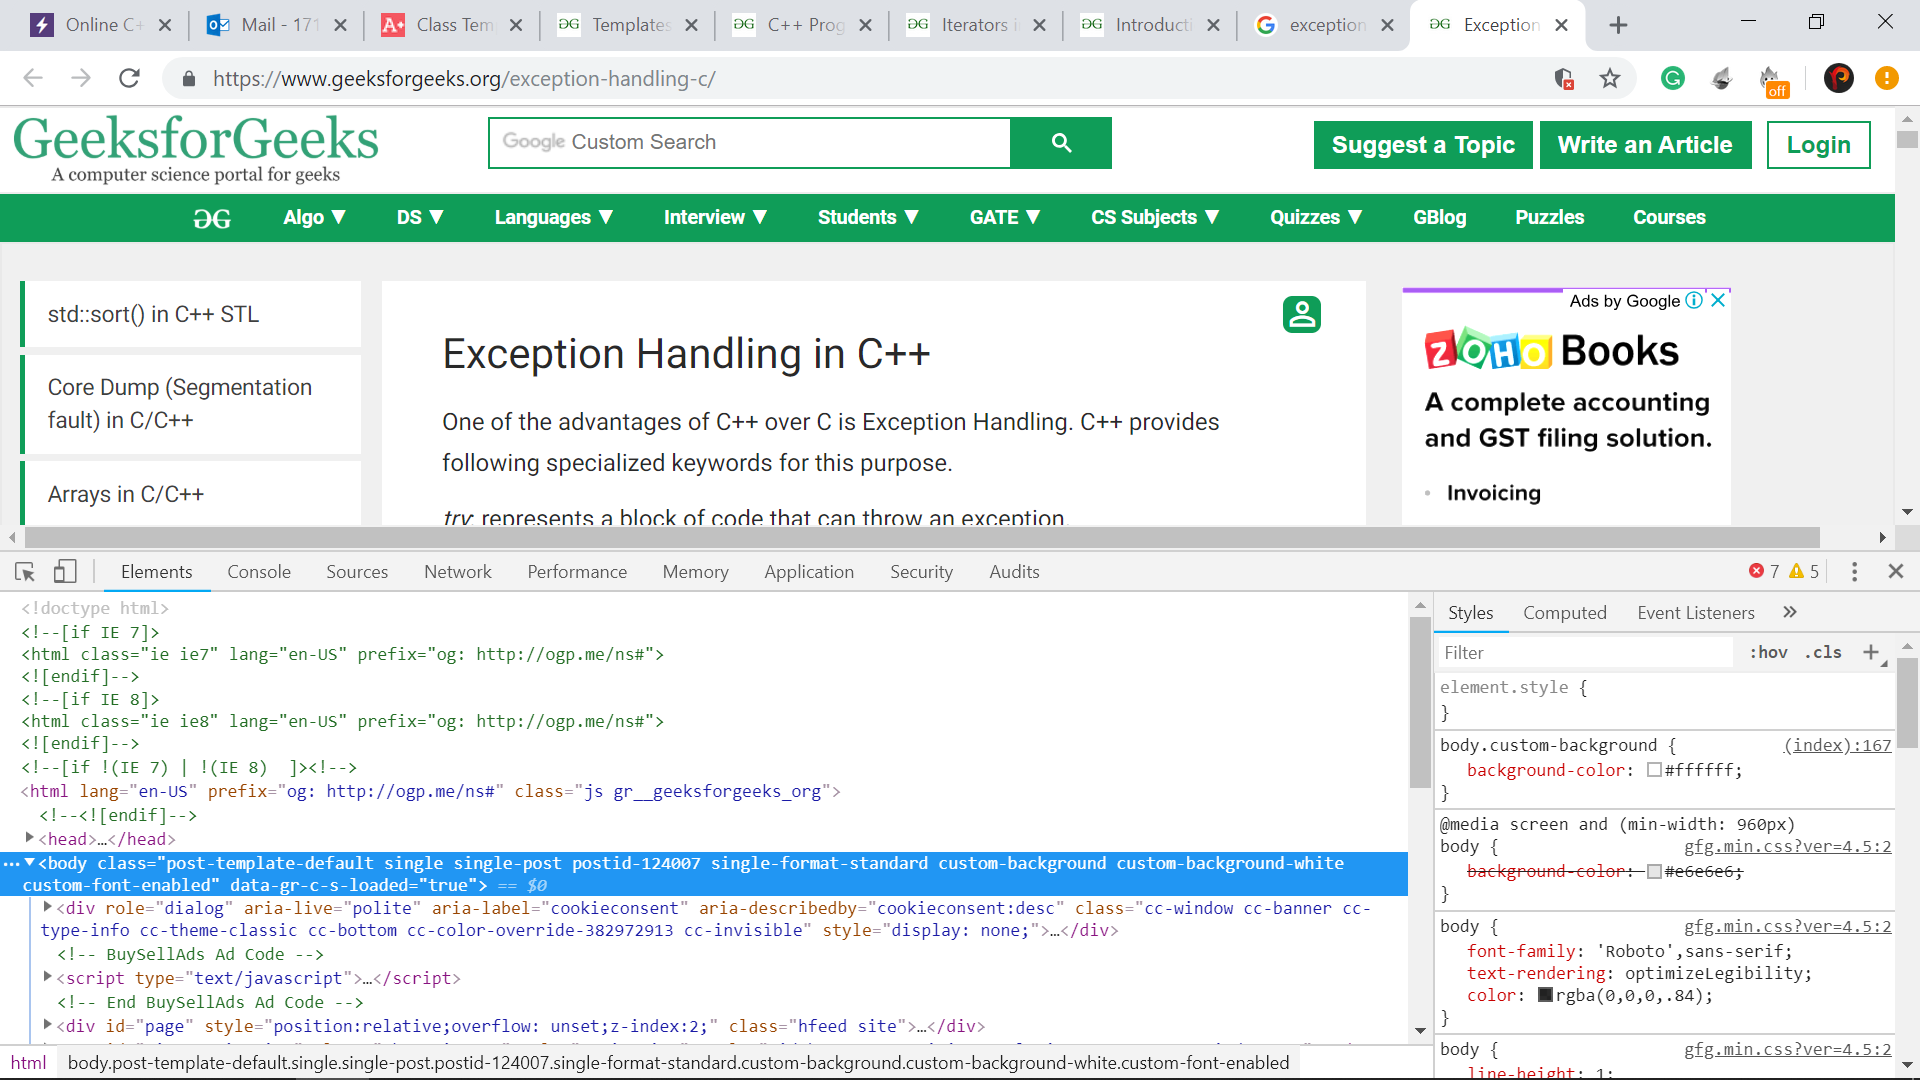 Online C
Mail - 171
Class Tem
Templates
C++ Prog
Iterators i
Introducti
exception
Exception
https://www.geeksforgeeks.org/exception-handling-c/
off
GeeksforGeeks
A computer science portal for geeks
Google Custom Search
Suggest a Topic
Write an Article
Login
Algo ▼
DS ▼
Languages ▼
Interview ▼
Students ▼
GATE ▼
CS Subjects ▼
Quizzes ▼
GBlog
Puzzles
Courses
std::sort() in C++ STL
Core Dump (Segmentation
fault) in C/C++
Arrays in C/C++
Exception Handling in C++
One of the advantages of C++ over C is Exception Handling. C++ provides
following specialized keywords for this purpose.
try: represents a block of code that can throw an exception.
Ads by Google
ZOHO Books
A complete accounting
and GST filing solution.
• Invoicing
Elements
Console
Sources
Network
Performance
Memory
Application
Security
Audits
7
5
<!doctype html>
<!--[if IE 7]>
<html class="ie ie7" lang="en-US" prefix="og: http://ogp.me/ns#">
<![endif]-->
<!--[if IE 8]>
<html class="ie ie8" lang="en-US" prefix="og: http://ogp.me/ns#">
<![endif]-->
<!--[if !(IE 7) | !(IE 8)  ]><!-->
<html lang="en-US" prefix="og: http://ogp.me/ns#" class="js gr__geeksforgeeks_org">
<!--<![endif]-->
<head>…</head>
<body class="post-template-default single single-post postid-124007 single-format-standard custom-background custom-background-white
custom-font-enabled" data-gr-c-s-loaded="true"> == $0
<div role="dialog" aria-live="polite" aria-label="cookieconsent" aria-describedby="cookieconsent:desc" class="cc-window cc-banner cc-
type-info cc-theme-classic cc-bottom cc-color-override-382972913 cc-invisible" style="display: none;">…</div>
<!-- BuySellAds Ad Code -->
<script type="text/javascript">…</script>
<!-- End BuySellAds Ad Code -->
<div id="page" style="position:relative;overflow: unset;z-index:2;" class="hfeed site">…</div>
html
body.post-template-default.single.single-post.postid-124007.single-format-standard.custom-background.custom-background-white.custom-font-enabled
Styles
Computed
Event Listeners
»
Filter
:hov
.cls
+
element.style {
}
body.custom-background {
(index):167
background-color: #ffffff;
}
@media screen and (min-width: 960px)
body {
gfg.min.css?ver=4.5:2
background-color: #e6e6e6;
}
body {
gfg.min.css?ver=4.5:2
font-family: 'Roboto',sans-serif;
text-rendering: optimizeLegibility;
color: rgba(0,0,0,.84);
}
body {
gfg.min.css?ver=4.5:2
line-height: 1;